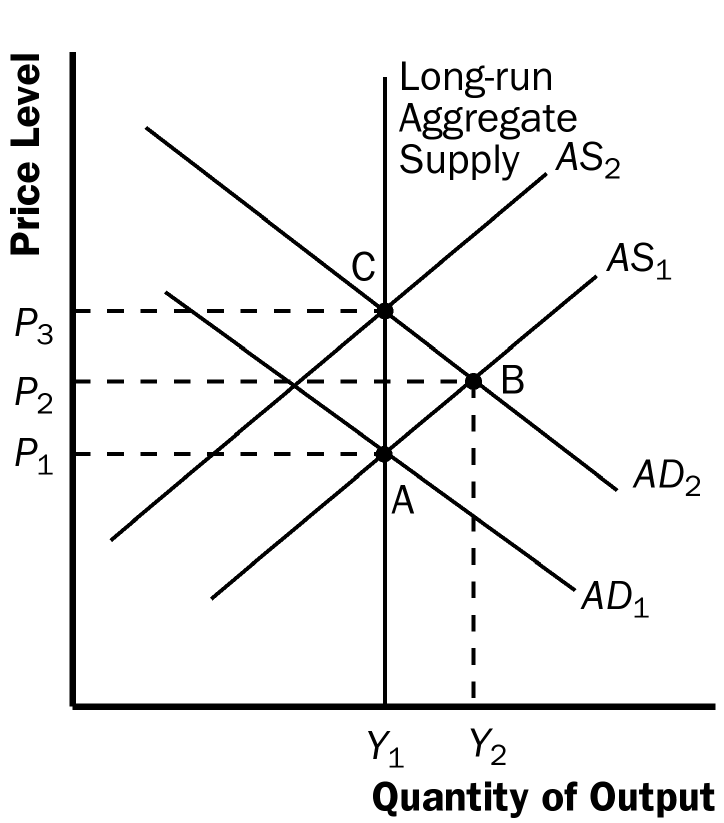 Price Level
Long-run
Aggregate
Supply
AS₂
AS₁
C
P₃
B
P₂
P₁
AD₂
A
AD₁
Y₁
Y₂
Quantity of Output